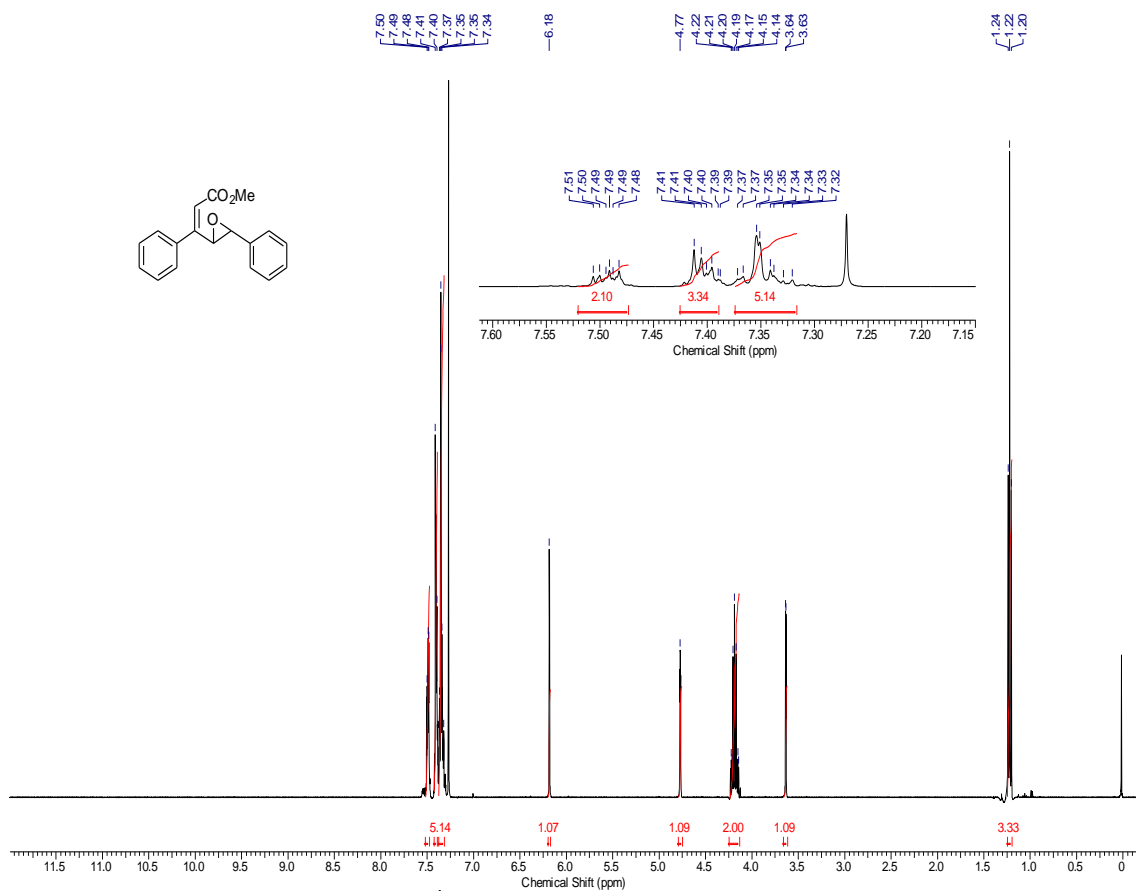 7.50 7.49 7.48 7.41 7.40 7.37 7.35 7.35 7.34 6.18 4.77 4.22 4.21 4.20 4.19 4.17 4.15 4.14 3.64 3.63 1.24 1.22 1.20
CO2Me
O
7.51 7.50 7.49 7.49 7.49 7.48 7.41 7.41 7.40 7.40 7.39 7.39 7.37 7.37 7.35 7.35 7.34 7.34 7.33 7.32
2.10 3.34 5.14
7.60 7.55 7.50 7.45 7.40 7.35 7.30 7.25 7.20 7.15
Chemical Shift (ppm)
5.14 1.07 1.09 2.00 1.09 3.33
11.5 11.0 10.5 10.0 9.5 9.0 8.5 8.0 7.5 7.0 6.5 6.0 5.5 5.0 4.5 4.0 3.5 3.0 2.5 2.0 1.5 1.0 0.5 0
Chemical Shift (ppm)